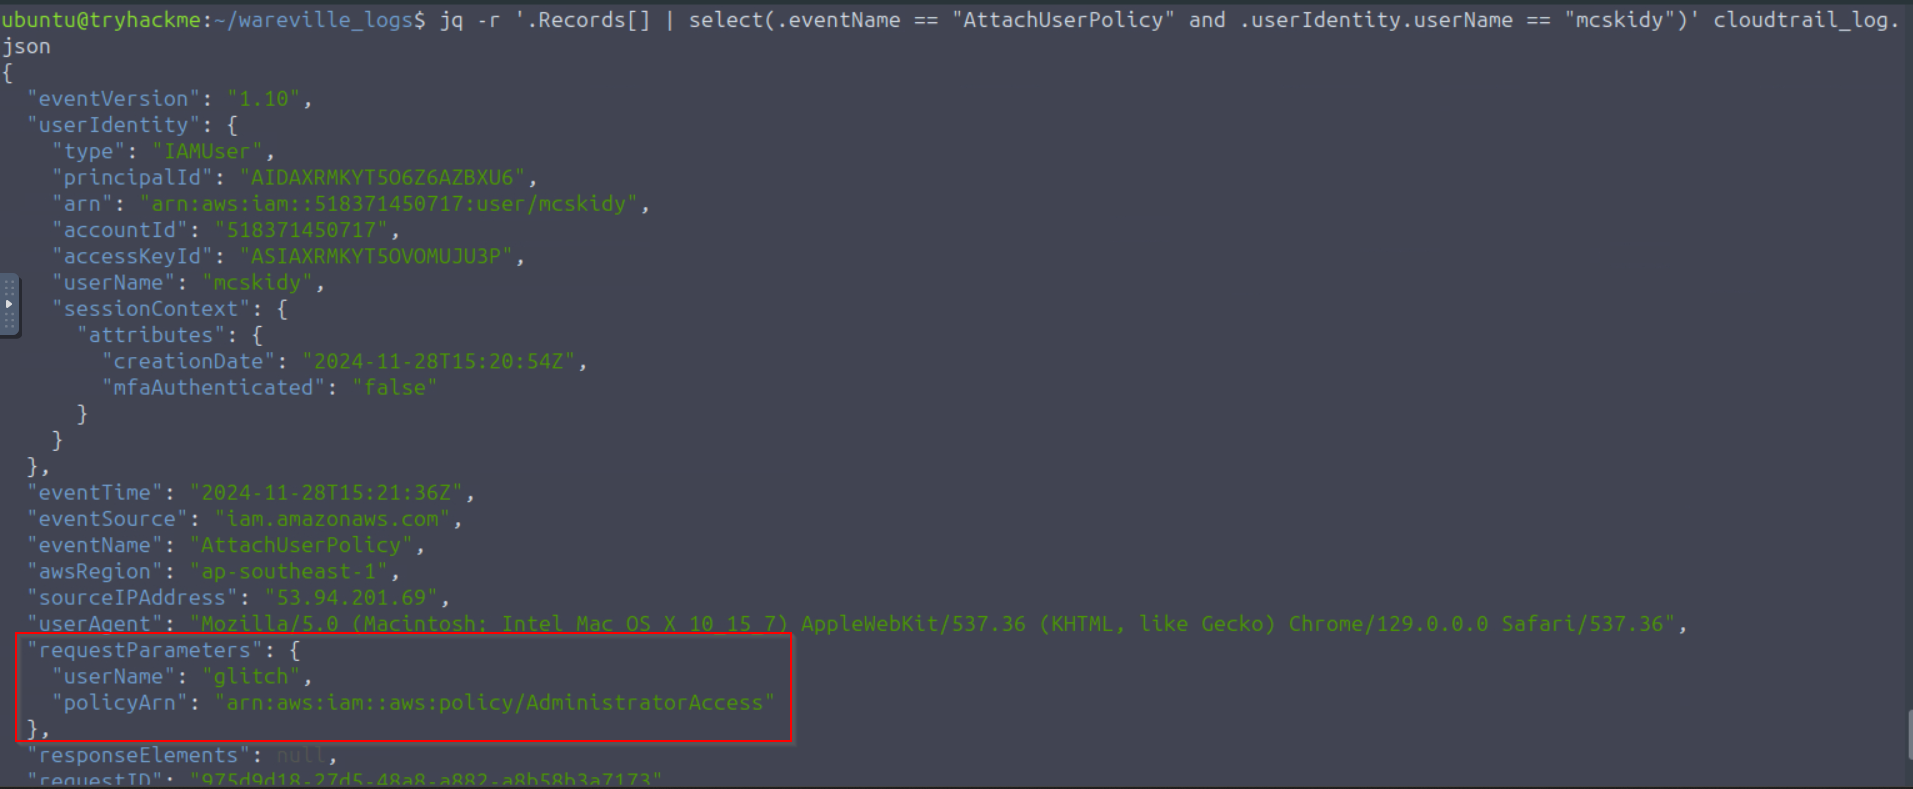 ubuntu@tryhackme:~/wareville_logs$ jq -r '.Records[] | select(.eventName == "AttachUserPolicy" and .userIdentity.userName == "mcskidy")' cloudtrail_log.
json
{
  "eventVersion": "1.10",
  "userIdentity": {
    "type": "IAMUser",
    "principalId": "AIDAXRMKYT5O6Z6AZBXU6",
    "arn": "arn:aws:iam::518371450717:user/mcskidy",
    "accountId": "518371450717",
    "accessKeyId": "ASIAXRMKYT5OVOMUJU3P",
    "userName": "mcskidy",
    "sessionContext": {
      "attributes": {
        "creationDate": "2024-11-28T15:20:54Z",
        "mfaAuthenticated": "false"
      }
    }
  },
  "eventTime": "2024-11-28T15:21:36Z",
  "eventSource": "iam.amazonaws.com",
  "eventName": "AttachUserPolicy",
  "awsRegion": "ap-southeast-1",
  "sourceIPAddress": "53.94.201.69",
  "userAgent": "Mozilla/5.0 (Macintosh; Intel Mac OS X 10_15_7) AppleWebKit/537.36 (KHTML, like Gecko) Chrome/129.0.0.0 Safari/537.36",
  "requestParameters": {
    "userName": "glitch",
    "policyArn": "arn:aws:iam::aws:policy/AdministratorAccess"
  },
  "responseElements": null,
  "requestID": "975d9d18-27d5-48a8-a882-a8b58b3a7173"